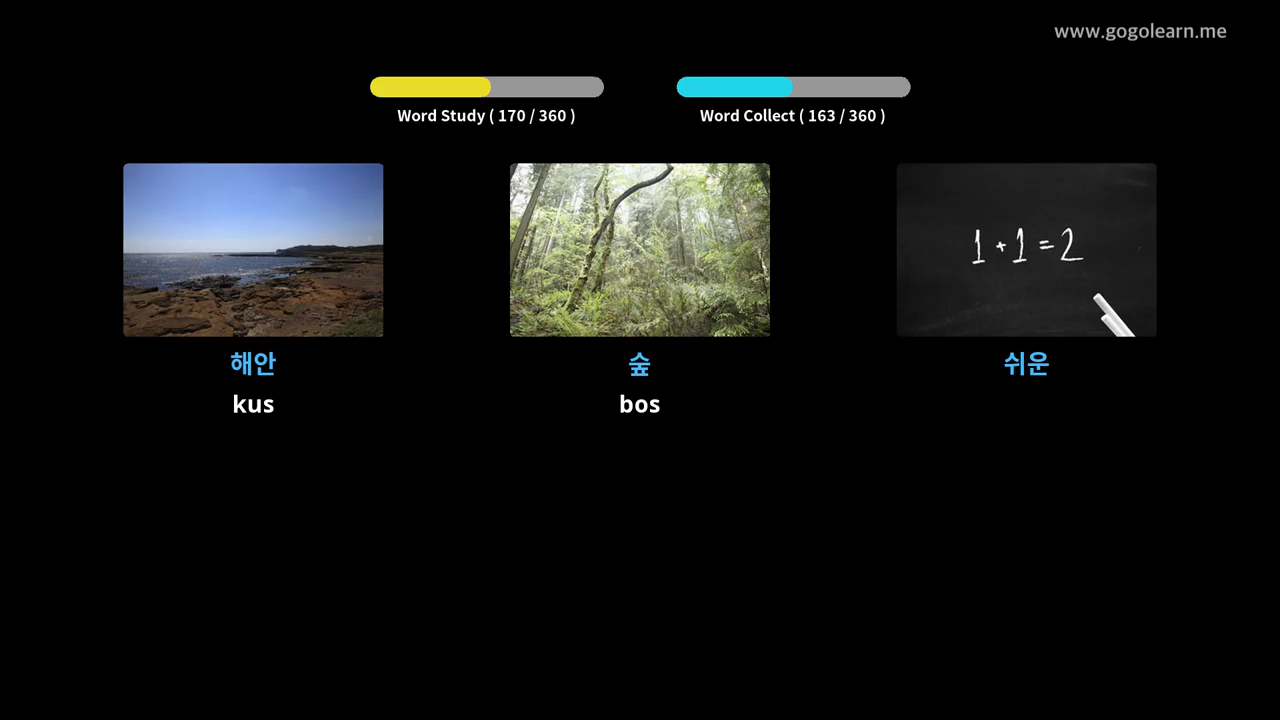 www.gogolearn.me
Word Study ( 170 / 360 )
Word Collect ( 163 / 360 )
1 + 1 = 2
해안
숲
쉬운
kus
bos